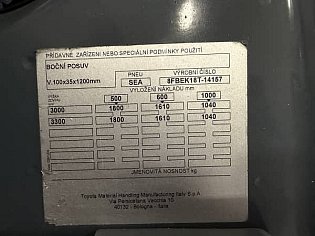 PŘÍDAVNÉ ZAŘÍZENÍ NEBO SPECIÁLNÍ PODMÍNKY POUŽITÍ
BOČNÍ POSUV
PNEU VÝROBNÍ ČÍSLO
V.100x35x1200mm SEA 8FBEK18T-14157
VYLOŽENÍ NÁKLADU mm
500 600 1000
3000 1800 1610 1040
3300 1800 1610 1040
JMENOVITÁ NOSNOST kg
Toyota Material Handling Manufacturing Italy S.p.A
Via Persicetana Vecchia 10
40132 - Bologna - Italia